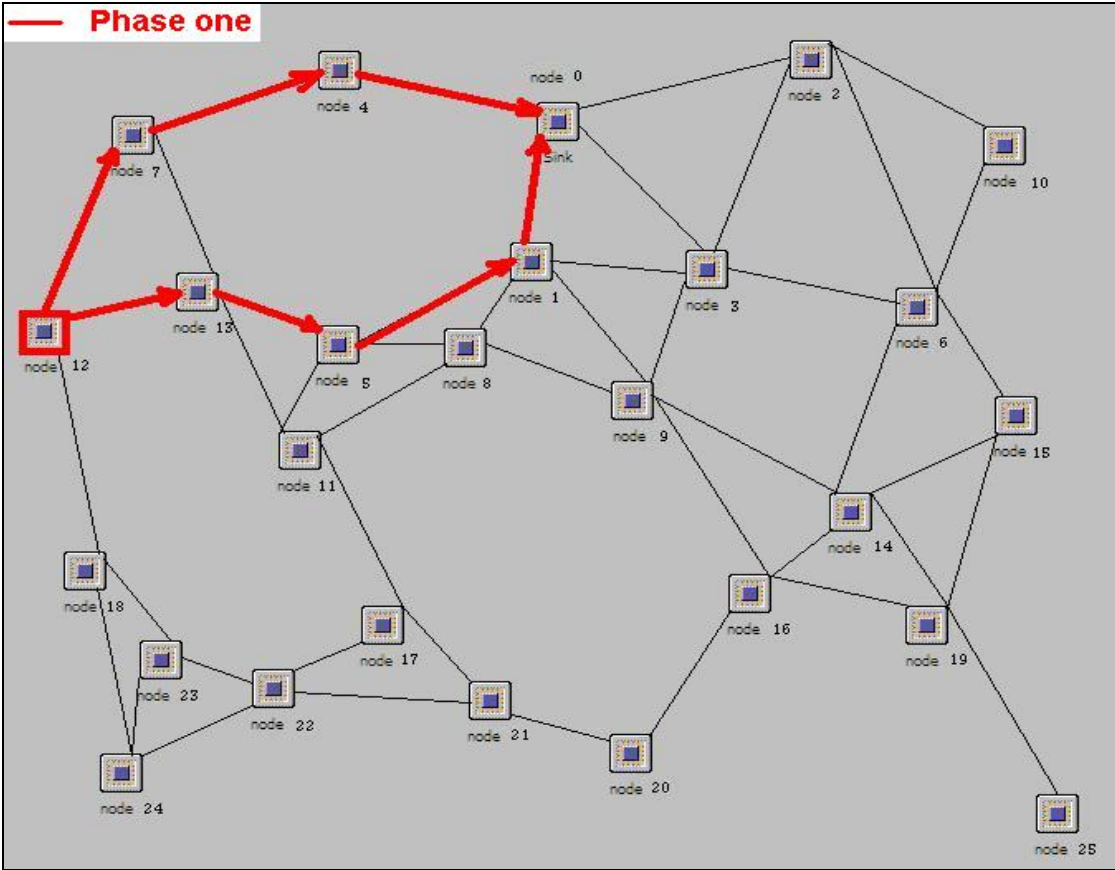 Phase one
node 0
node 2
node 4
Sink
node 7
node 10
node 1
node 3
node 13
node 6
node 12
node 5
node 8
node 9
node 15
node 11
node 14
node 18
node 16
node 17
node 19
node 23
node 22
node 21
node 20
node 24
node 25